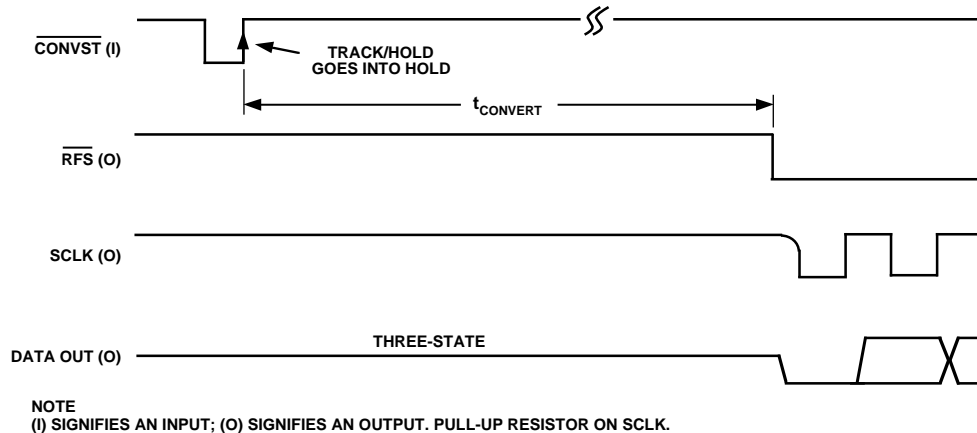 CONVST (I)
TRACK/HOLD
GOES INTO HOLD
tCONVERT
RFS (O)
SCLK (O)
THREE-STATE
DATA OUT (O)
NOTE
(I) SIGNIFIES AN INPUT; (O) SIGNIFIES AN OUTPUT. PULL-UP RESISTOR ON SCLK.